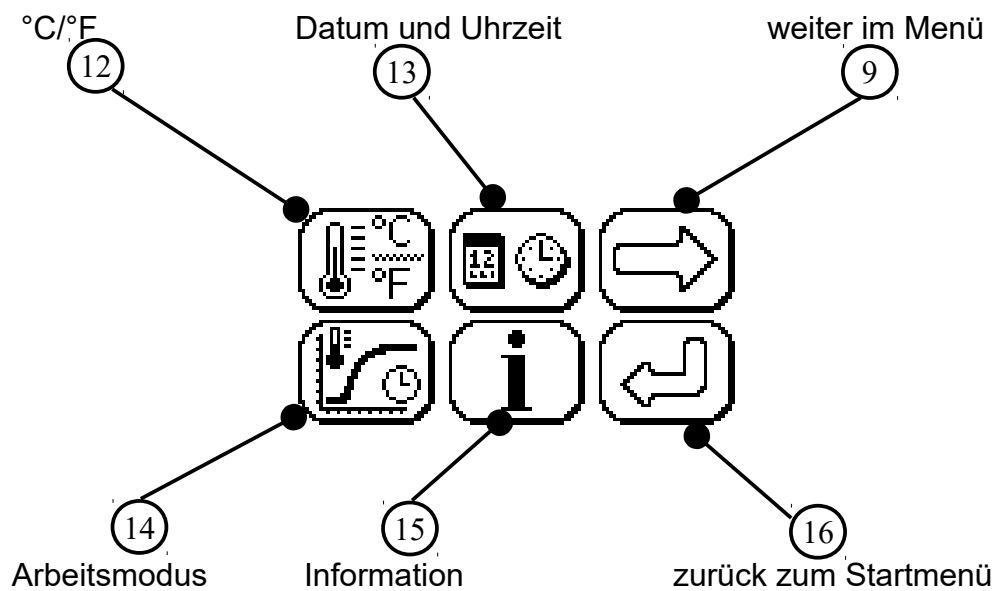 °C/°F
Datum und Uhrzeit
weiter im Menü
12
13
9
°C
°F
12
i
14
15
16
Arbeitsmodus
Information
zurück zum Startmenü